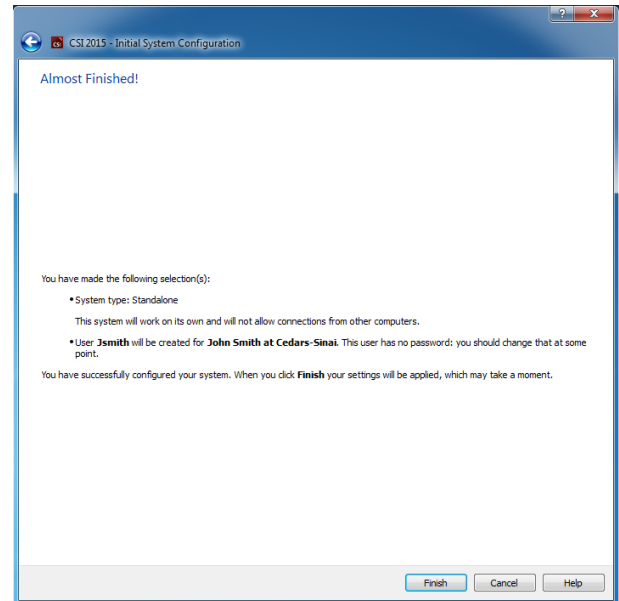 CSI 2015 - Initial System Configuration
Almost Finished!
You have made the following selection(s):
• System type: Standalone
This system will work on its own and will not allow connections from other computers.
• User Jsmith will be created for John Smith at Cedars-Sinai. This user has no password: you should change that at some
point.
You have successfully configured your system. When you click Finish your settings will be applied, which may take a moment.
Finish Cancel Help